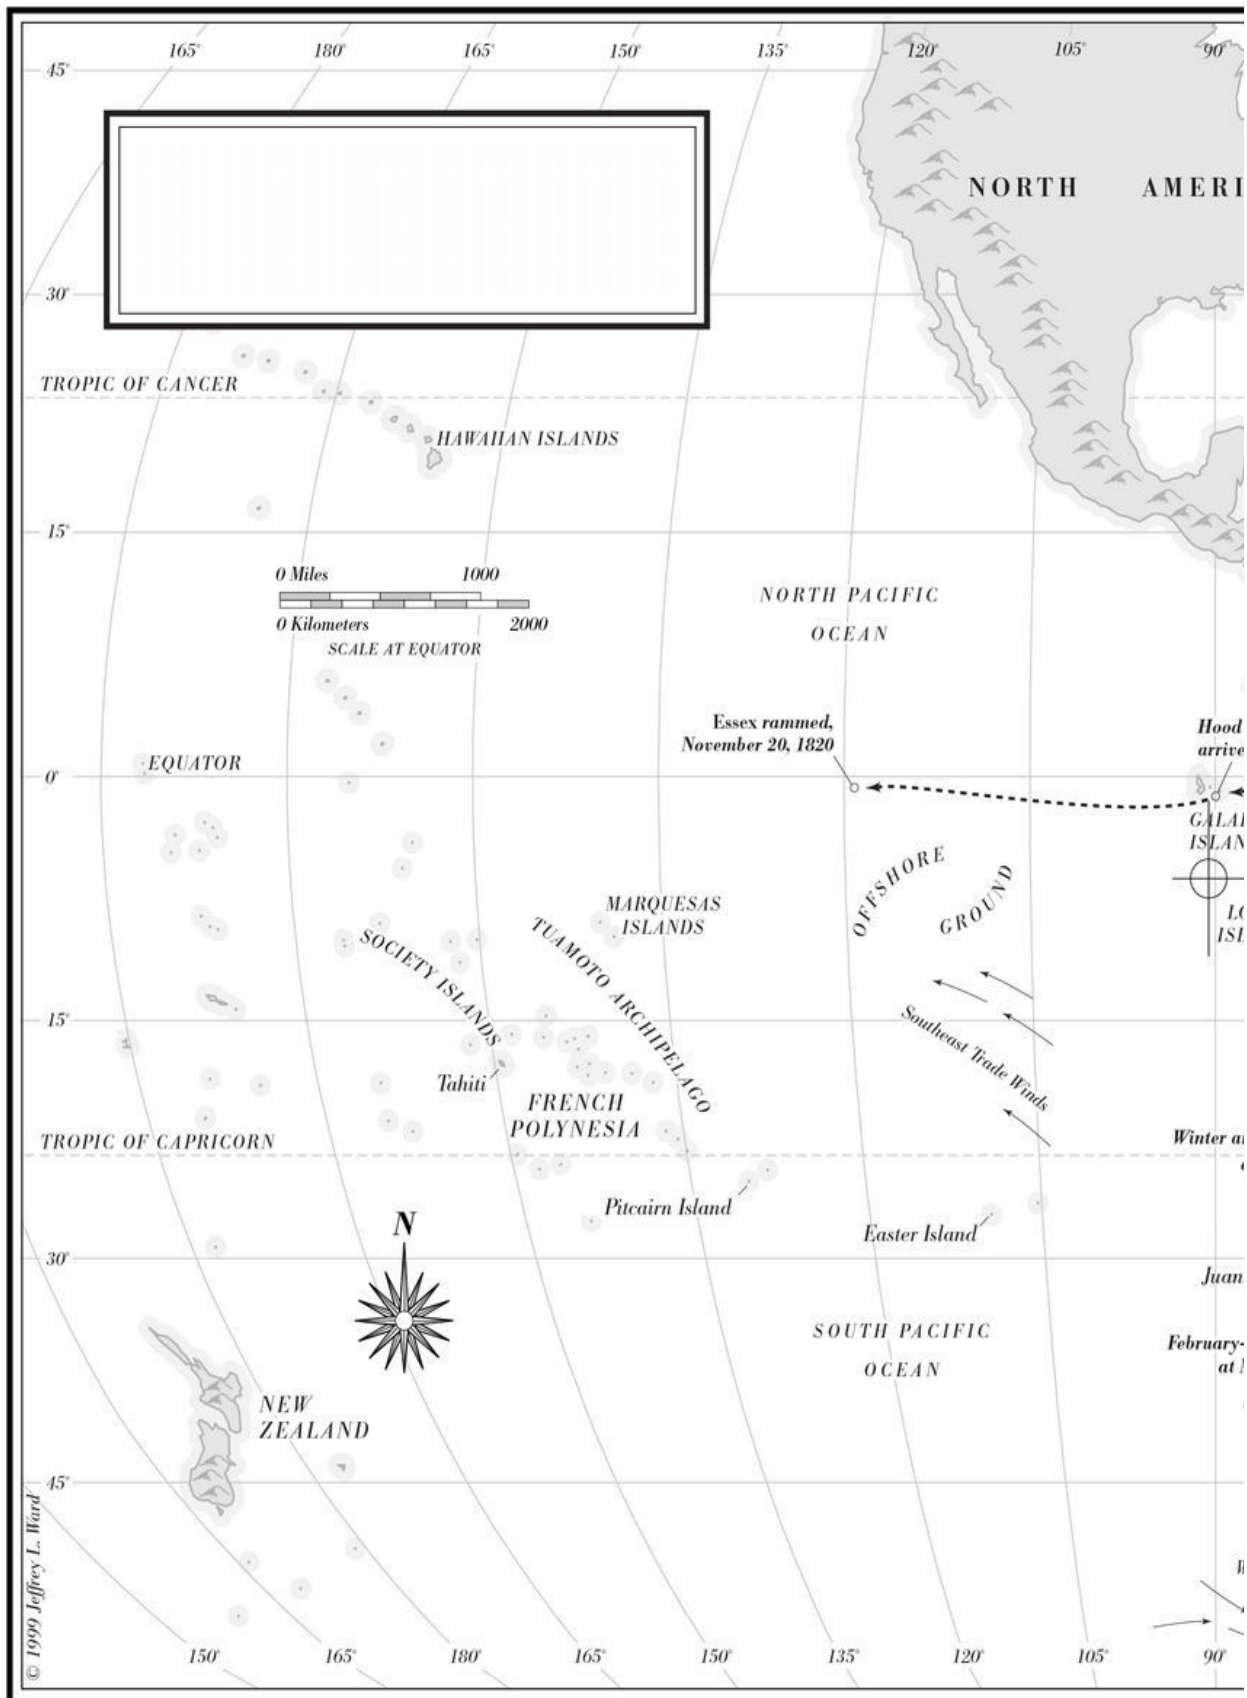 165° 180° 165° 150° 135° 120° 105° 90°
45°
NORTH AMERI
30°
TROPIC OF CANCER
HAWAIIAN ISLANDS
15°
0 Miles 1000
0 Kilometers 2000
SCALE AT EQUATOR
NORTH PACIFIC
OCEAN
Essex rammed,
November 20, 1820
Hood
arrive
EQUATOR
0°
GALAP
ISLAN
OFFSHORE
GROUND
MARQUESAS
ISLANDS
LO
ISL
SOCIETY ISLANDS
TUAMOTO ARCHIPELAGO
15°
Southeast Trade Winds
Tahiti
FRENCH
POLYNESIA
TROPIC OF CAPRICORN
Winter an
Pitcairn Island
Easter Island
N
30°
Juan
SOUTH PACIFIC
OCEAN
February-
at
NEW
ZEALAND
45°
© 1999 Jeffrey L. Ward
W
150° 165° 180° 165° 150° 135° 120° 105° 90°